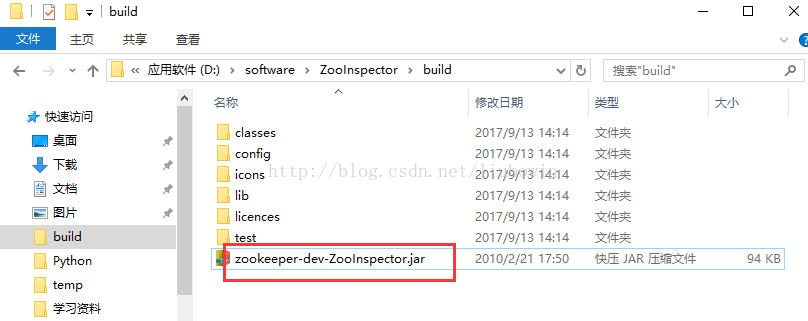 build
文件 主页 共享 查看
« 应用软件 (D:) › software › ZooInspector › build 搜索"build"
名称 修改日期 类型 大小
快速访问
桌面
下载
文档
图片
build
Python
temp
学习资料
classes 2017/9/13 14:14 文件夹
config 2017/9/13 14:14 文件夹
icons 2017/9/13 14:14 文件夹
lib 2017/9/13 14:14 文件夹
licences 2017/9/13 14:14 文件夹
test 2017/9/13 14:14 文件夹
zookeeper-dev-ZooInspector.jar 2010/2/21 17:50 快压 JAR 压缩文件 94 KB
http://blog.csdn.net/